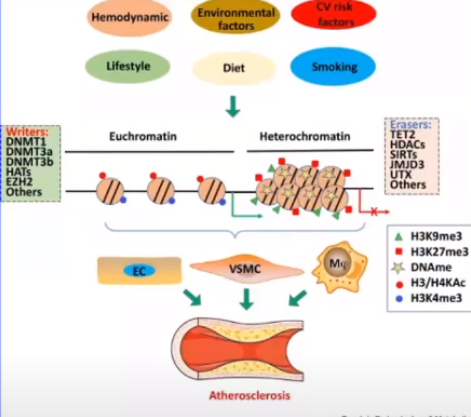 Hemodynamic
Environmental
factors
CV risk
factors
Lifestyle
Diet
Smoking
Writers:
DNMT1
DNMT3a
DNMT3b
HATs
EZH2
Others
Euchromatin
Heterochromatin
Erasers:
TET2
HDACs
SIRTs
JMJD3
UTX
Others
H3K9me3
H3K27me3
DNAme
H3/H4KAc
H3K4me3
EC
VSMC
Mφ
Atherosclerosis